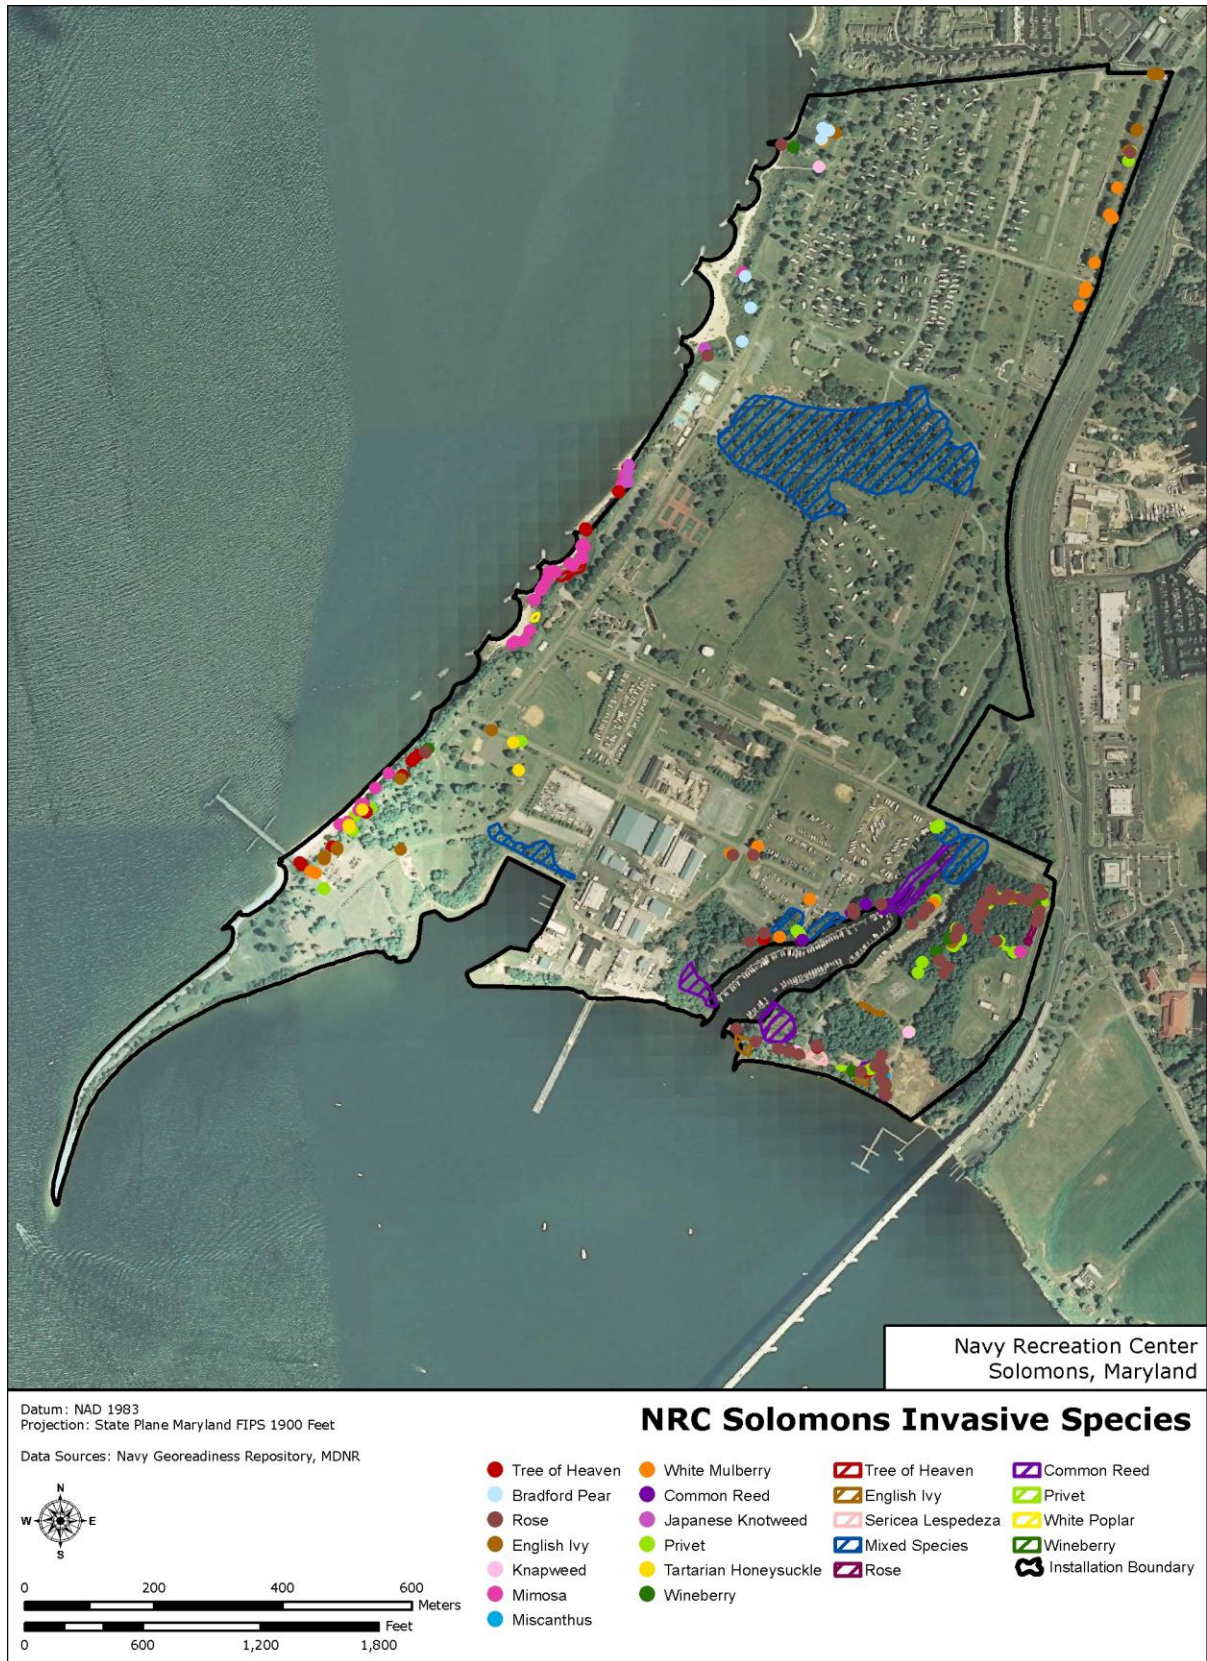 Navy Recreation Center
Solomons, Maryland
Datum: NAD 1983
Projection: State Plane Maryland FIPS 1900 Feet
Data Sources: Navy Georeadiness Repository, MDNR
NRC Solomons Invasive Species
N
W E
S
0 200 400 600
Meters
Feet
0 600 1,200 1,800
Tree of Heaven
Bradford Pear
Rose
English Ivy
Knapweed
Mimosa
Miscanthus
White Mulberry
Common Reed
Japanese Knotweed
Privet
Tartarian Honeysuckle
Wineberry
Tree of Heaven
English Ivy
Sericea Lespedeza
Mixed Species
Rose
Common Reed
Privet
White Poplar
Wineberry
Installation Boundary